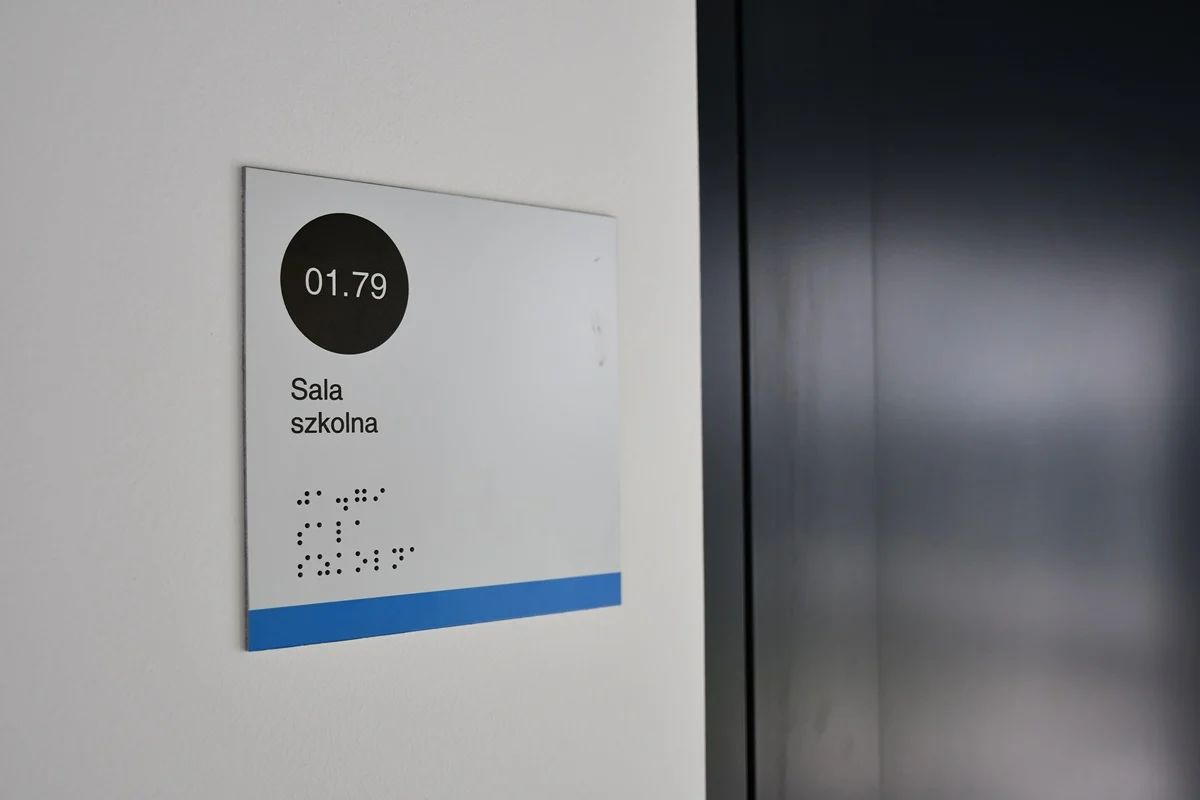 01.79
Sala
szkolna
⠚⠁⠲⠛⠊
⠎⠁⠇⠁
⠎⠵⠅⠕⠇⠝⠁